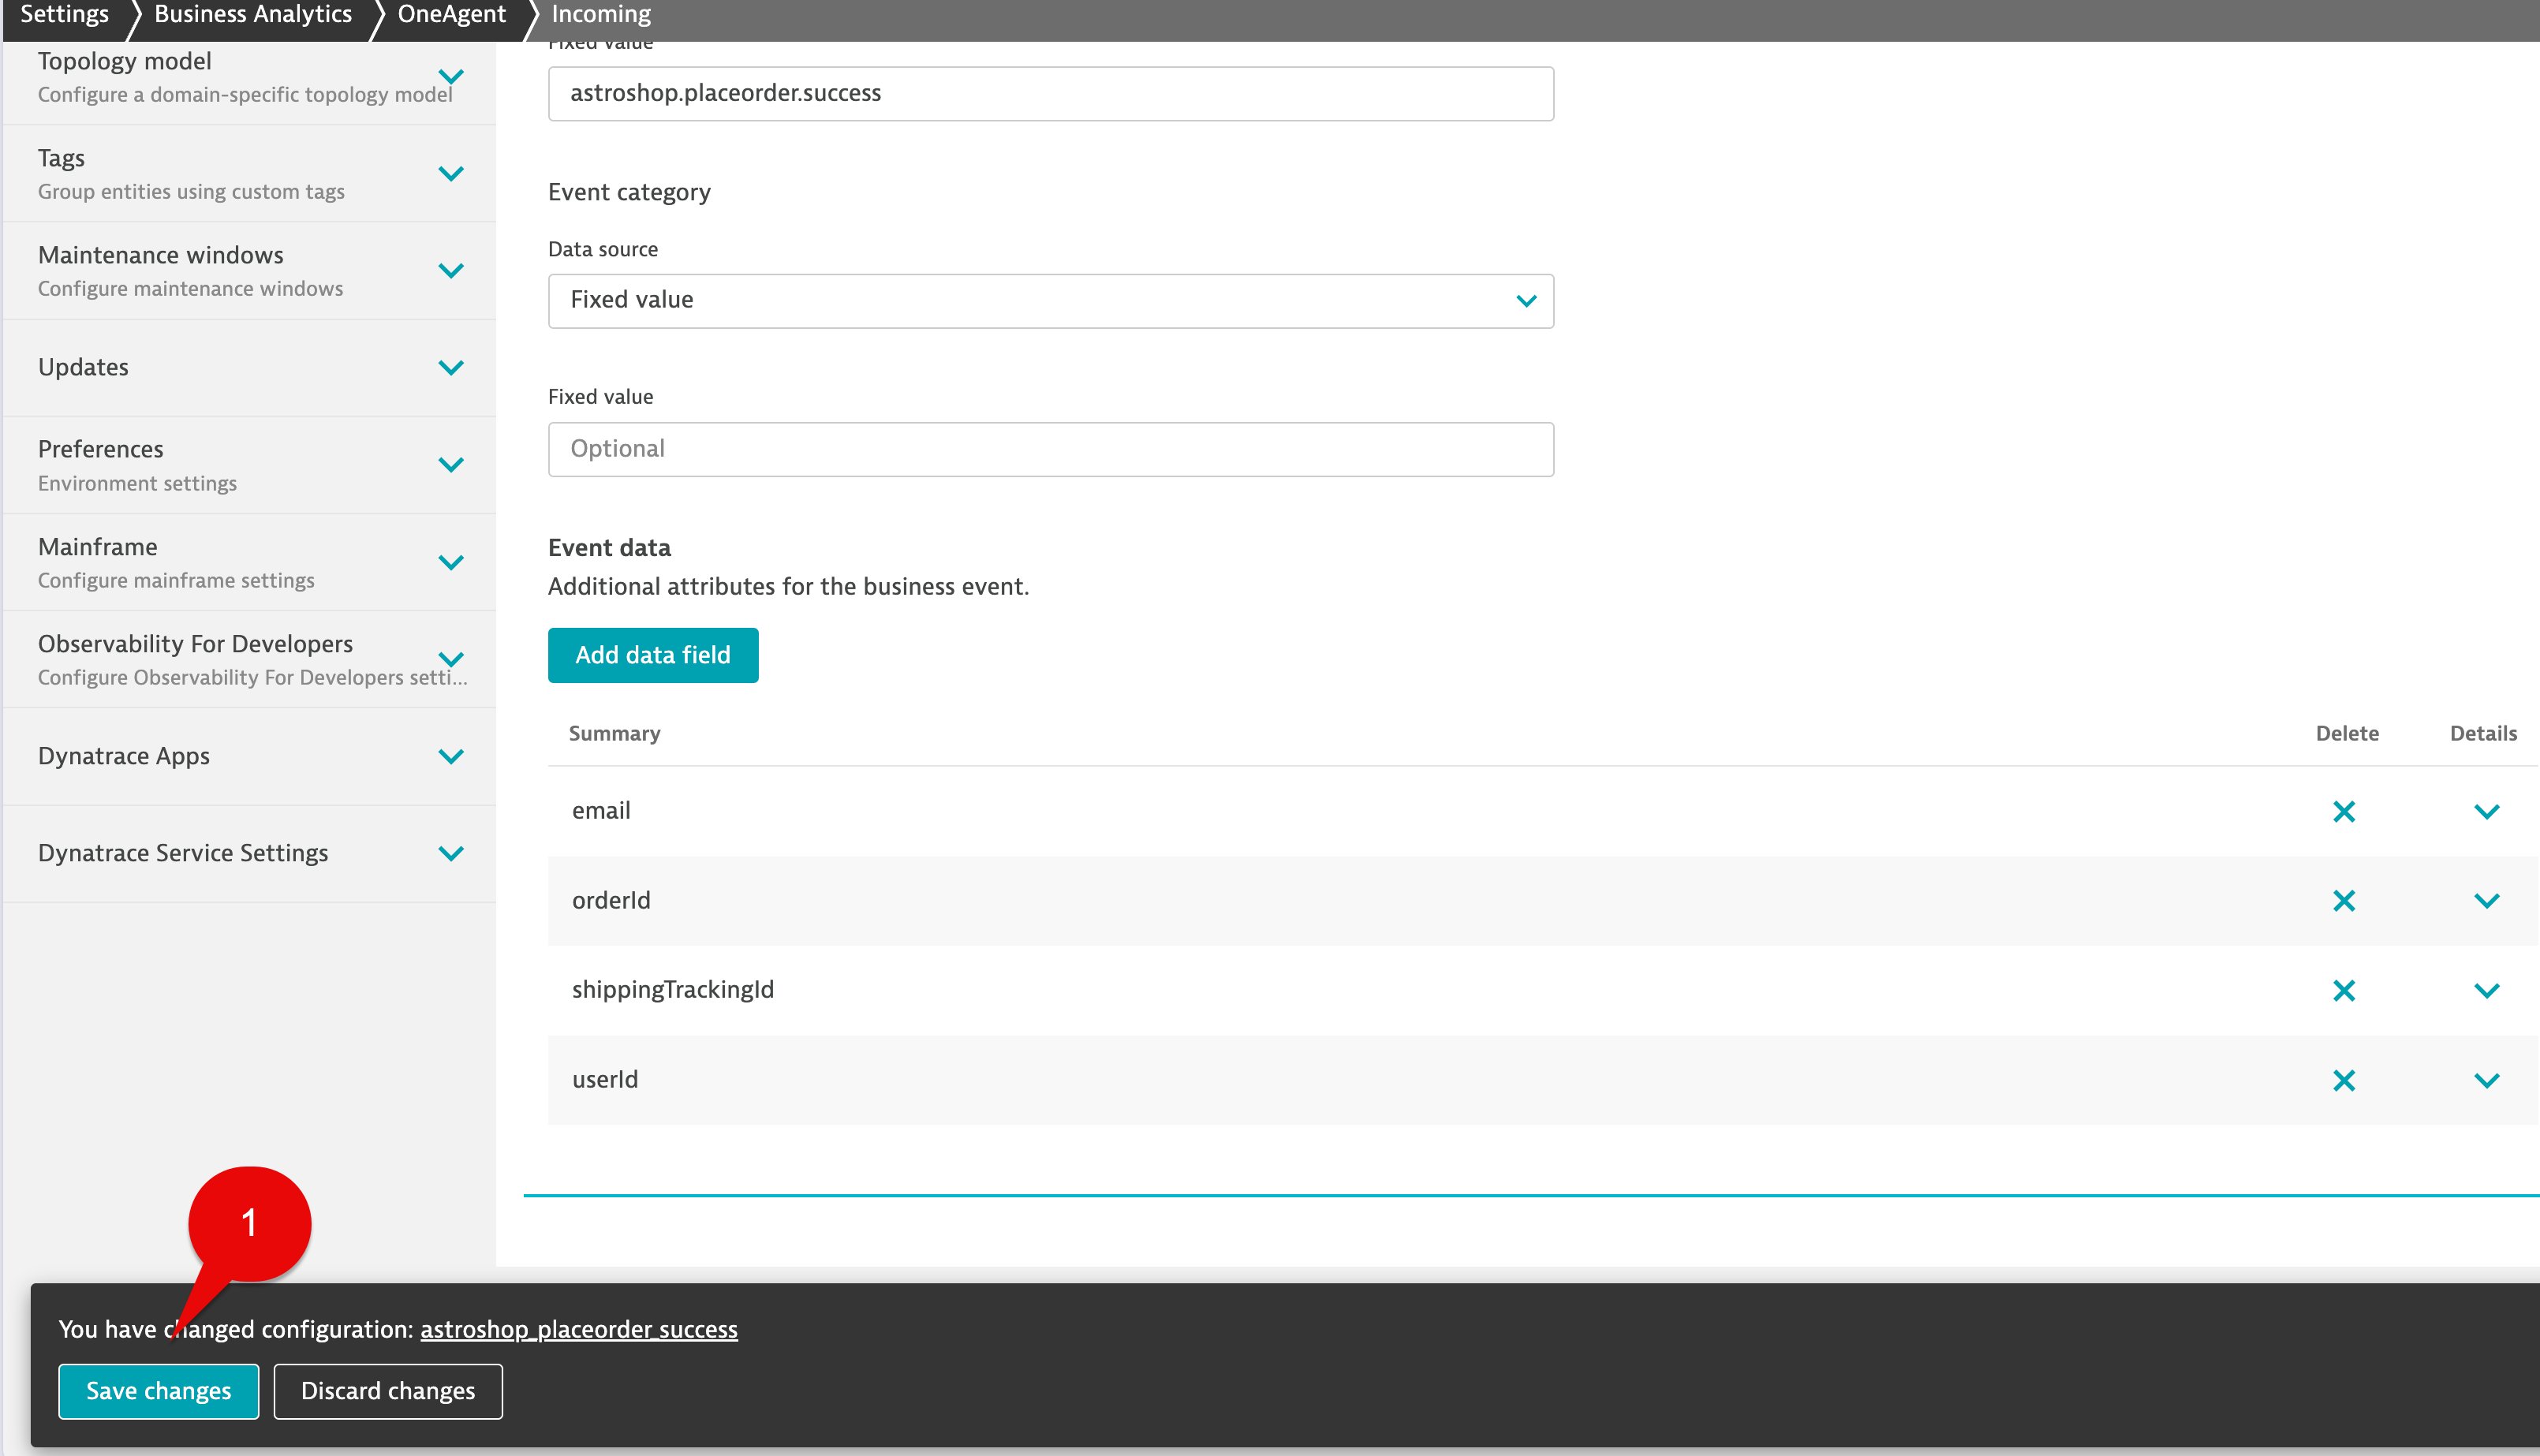 Settings
Business Analytics
OneAgent
Incoming
Topology model
Configure a domain-specific topology model
Tags
Group entities using custom tags
Maintenance windows
Configure maintenance windows
Updates
Preferences
Environment settings
Mainframe
Configure mainframe settings
Observability For Developers
Configure Observability For Developers setti...
Dynatrace Apps
Dynatrace Service Settings
Fixed value
astroshop.placeorder.success
Event category
Data source
Fixed value
Fixed value
Optional
Event data
Additional attributes for the business event.
Add data field
Summary Delete Details
email
orderId
shippingTrackingId
userId
1
You have changed configuration: astroshop_placeorder_success
Save changes
Discard changes